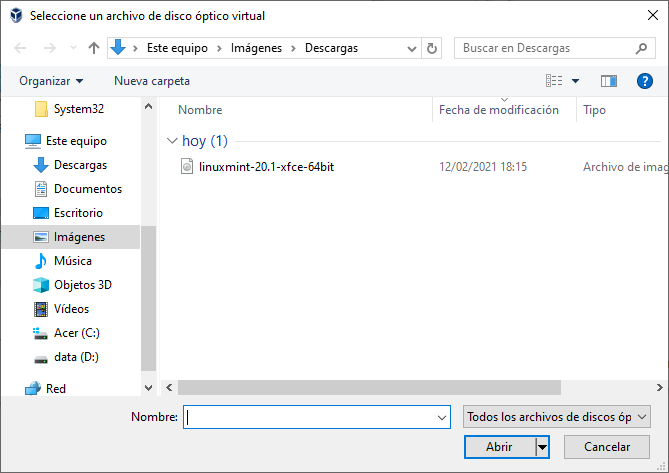 Seleccione un archivo de disco óptico virtual
Este equipo Imágenes Descargas
Buscar en Descargas
Organizar Nueva carpeta
?
System32
Este equipo
Descargas
Documentos
Escritorio
Imágenes
Música
Objetos 3D
Vídeos
Acer (C:)
data (D:)
Red
Nombre Fecha de modificación Tipo
hoy (1)
linuxmint-20.1-xfce-64bit 12/02/2021 18:15 Archivo de imag
Nombre:
Todos los archivos de discos óp
Abrir Cancelar